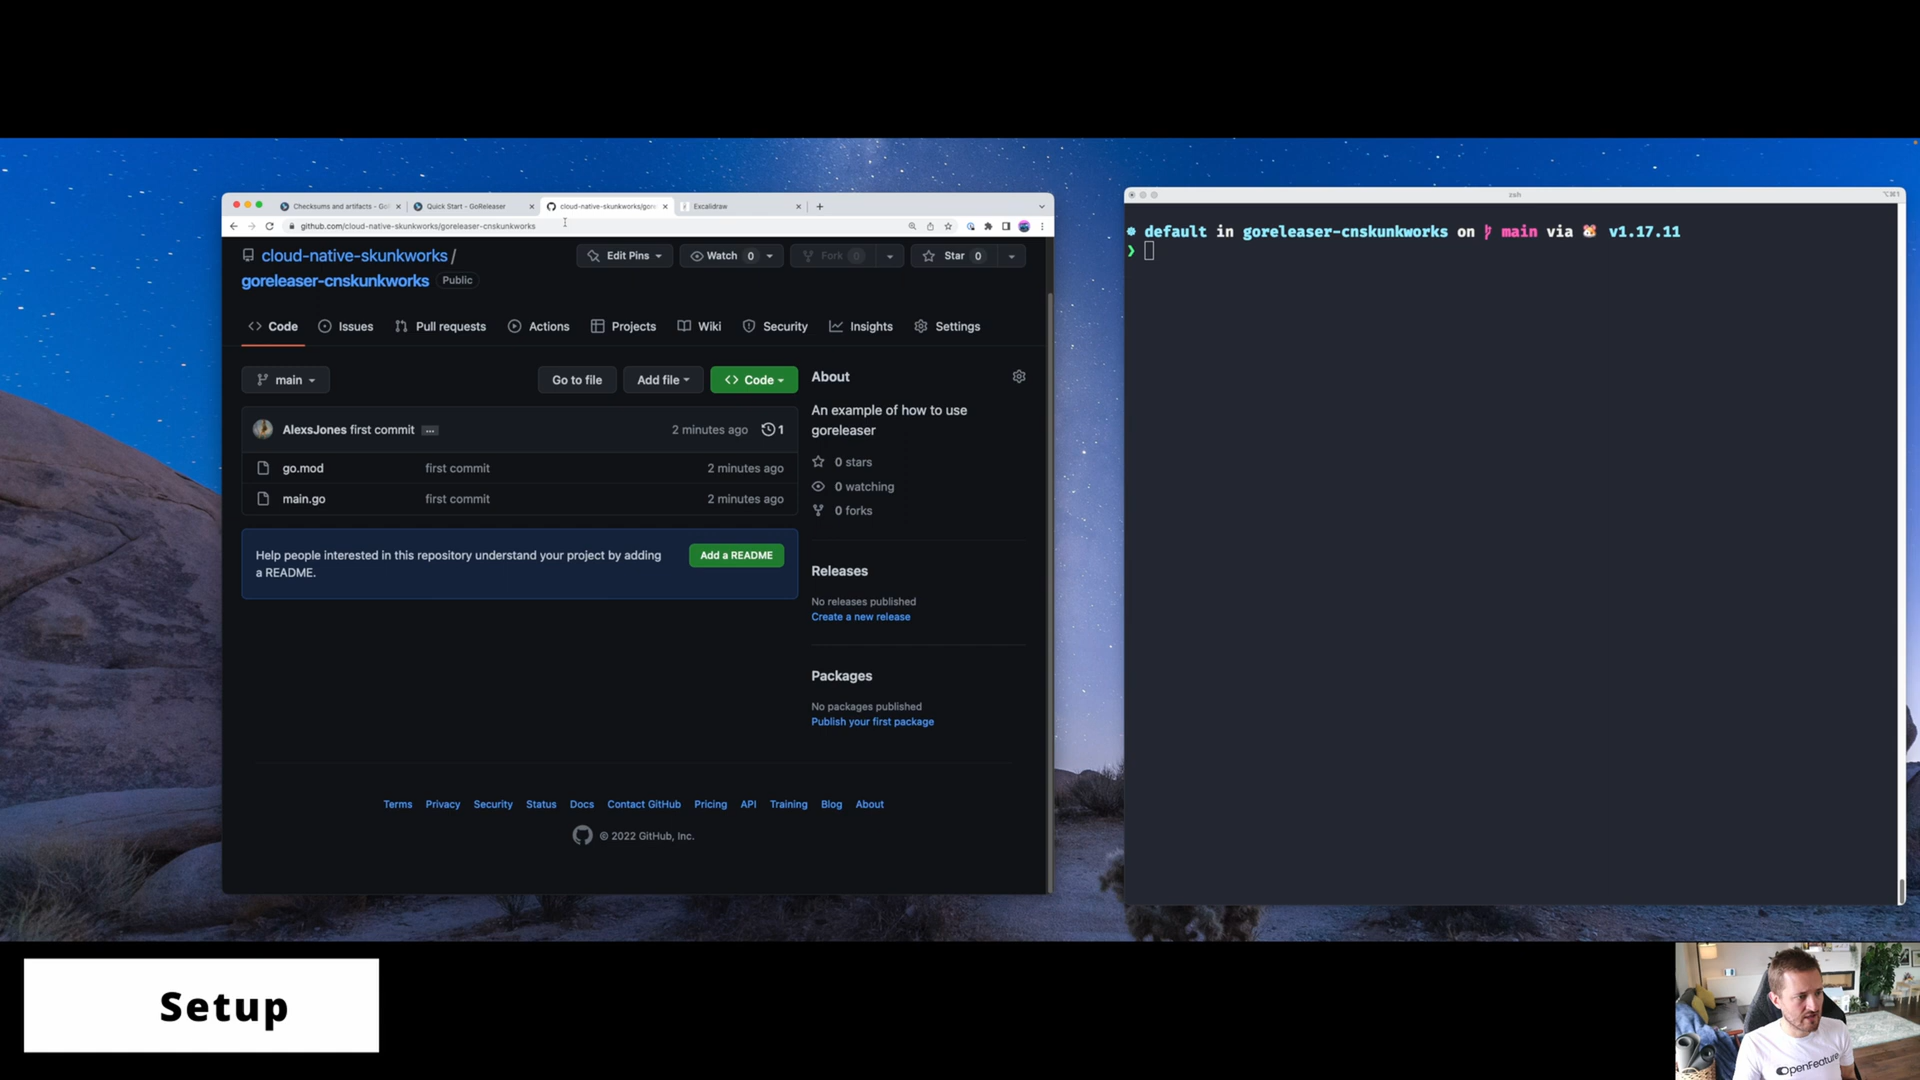 Checksums and artifacts - Go
Quick Start - GoReleaser
cloud-native-skunkworks/gore
Excalidraw
github.com/cloud-native-skunkworks/goreleaser-cnskunkworks
cloud-native-skunkworks /
goreleaser-cnskunkworks Public
Edit Pins
Watch 0
Fork 0
Star 0
Code
Issues
Pull requests
Actions
Projects
Wiki
Security
Insights
Settings
main
Go to file
Add file
Code
AlexsJones first commit ... 2 minutes ago 1
go.mod first commit 2 minutes ago
main.go first commit 2 minutes ago
Help people interested in this repository understand your project by adding
a README.
Add a README
About
An example of how to use
goreleaser
0 stars
0 watching
0 forks
Releases
No releases published
Create a new release
Packages
No packages published
Publish your first package
Terms Privacy Security Status Docs Contact GitHub Pricing API Training Blog About
© 2022 GitHub, Inc.
zsh
⌥⌘1
default in goreleaser-cnskunkworks on main via v1.17.11
❯
Setup
OpenFeature